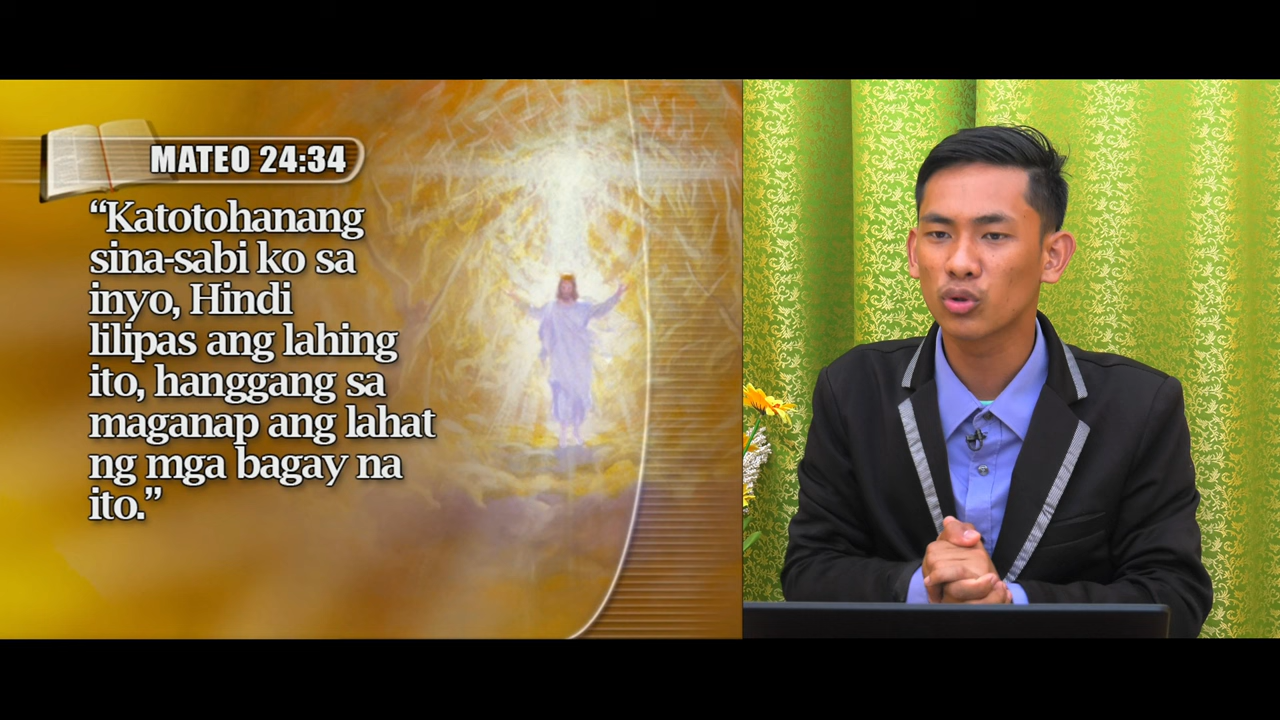 MATEO 24:34
“Katotohanang
sina-sabi ko sa
inyo, Hindi
lilipas ang lahing
ito, hanggang sa
maganap ang lahat
ng mga bagay na
ito.”